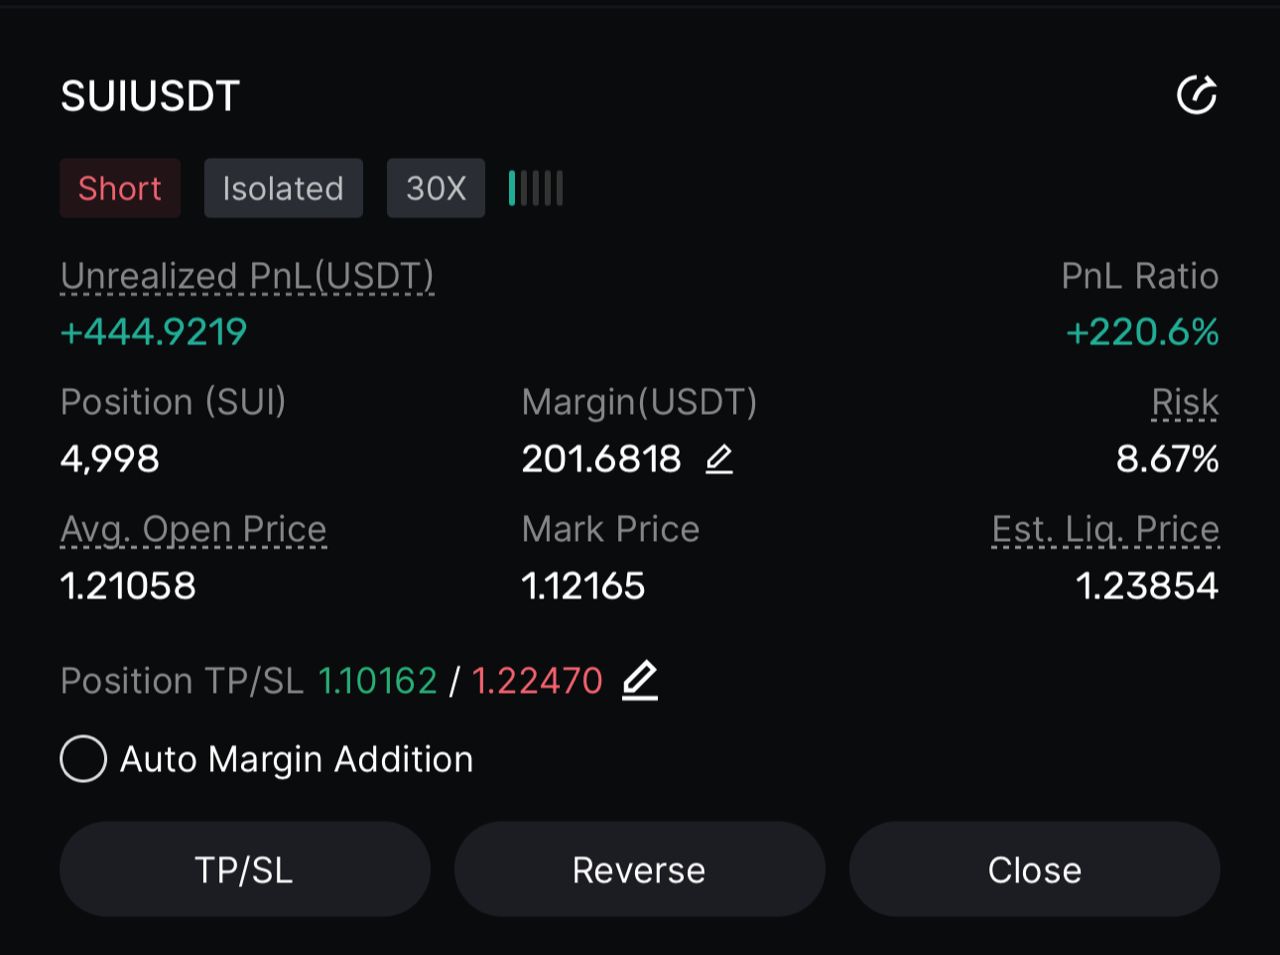 SUIUSDT
Short Isolated 30X
Unrealized PnL(USDT) PnL Ratio
+444.9219 +220.6%
Position (SUI) Margin(USDT) Risk
4,998 201.6818 8.67%
Avg. Open Price Mark Price Est. Liq. Price
1.21058 1.12165 1.23854
Position TP/SL 1.10162 / 1.22470
Auto Margin Addition
TP/SL Reverse Close